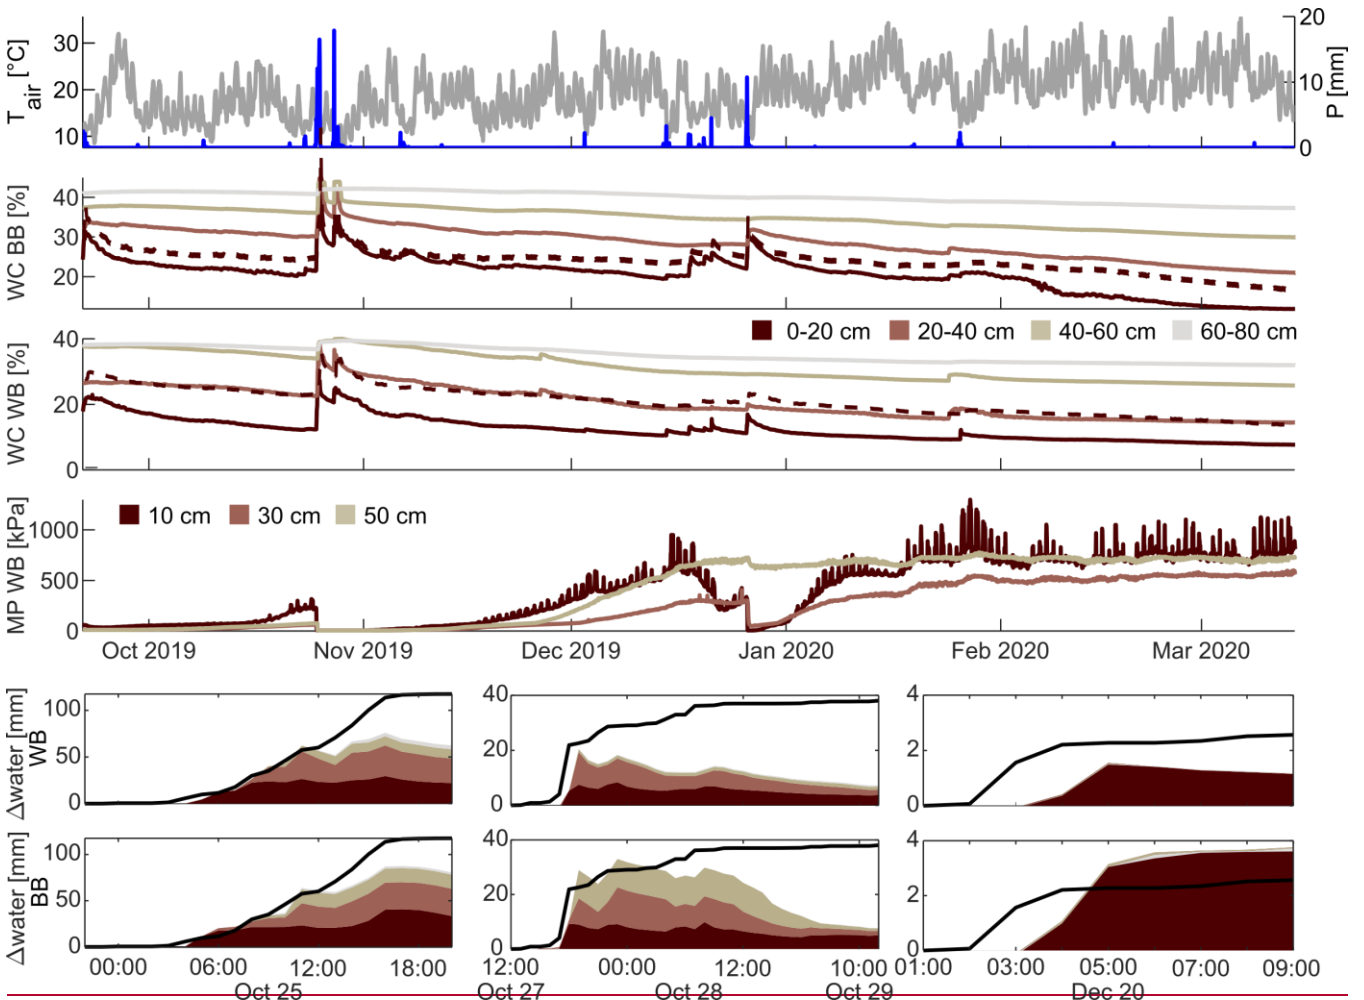 T_air [°C]
30
20
10
20
10
0
P [mm]
WC BB [%]
40
30
20
WC WB [%]
40
20
0
0-20 cm 20-40 cm 40-60 cm 60-80 cm
MP WB [kPa]
1000
500
0
10 cm 30 cm 50 cm
Oct 2019 Nov 2019 Dec 2019 Jan 2020 Feb 2020 Mar 2020
Δwater [mm]
WB
100
50
0
40
20
0
4
2
0
Δwater [mm]
BB
100
50
0
40
20
0
4
2
0
00:00 06:00 12:00 18:00 12:00 00:00 12:00 10:00 01:00 03:00 05:00 07:00 09:00
Oct 25 Oct 27 Oct 28 Oct 29 Dec 20